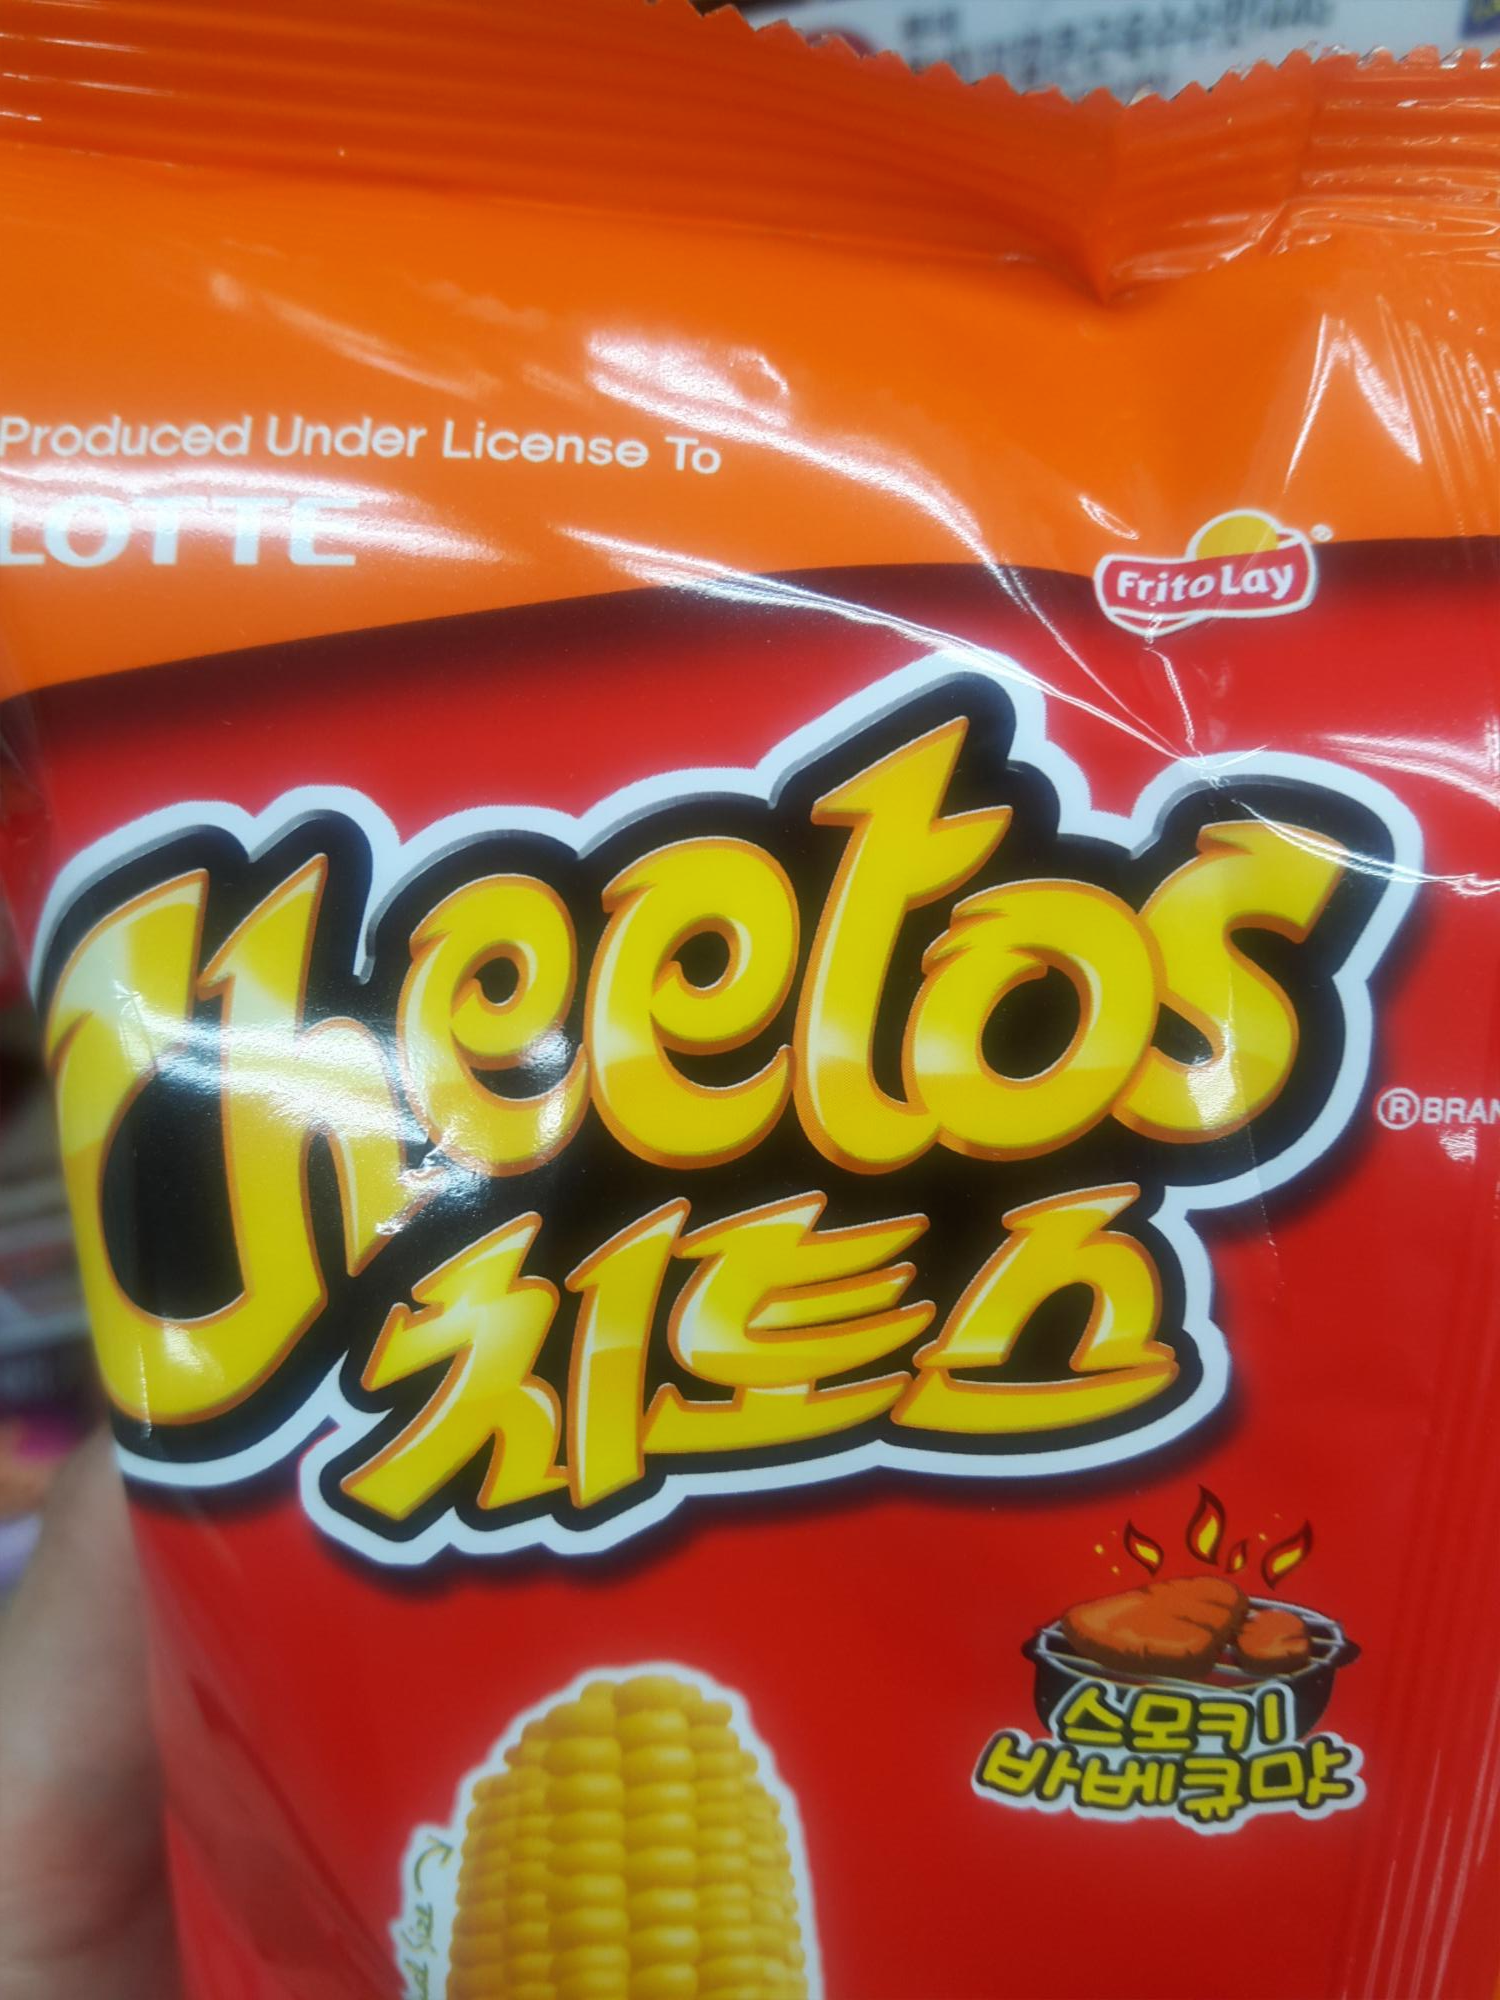 Produced Under License To
LOTTE
FritoLay®
Cheetos
®BRAN
치토스
스모키
바베큐맛